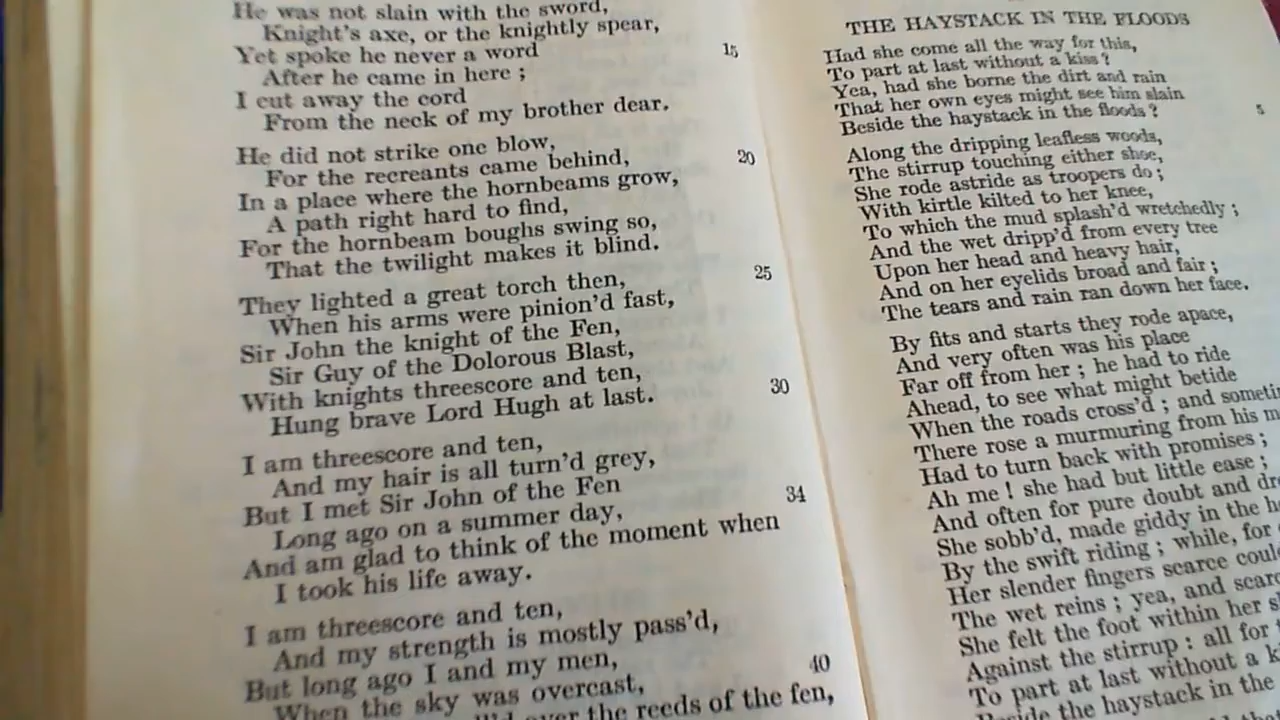 He was not slain with the sword,
Knight's axe, or the knightly spear,
Yet spoke he never a word
15
After he came in here ;
I cut away the cord
From the neck of my brother dear.
He did not strike one blow,
For the recreants came behind,
20
In a place where the hornbeams grow,
A path right hard to find,
For the hornbeam boughs swing so,
That the twilight makes it blind.
They lighted a great torch then,
25
When his arms were pinion'd fast,
Sir John the knight of the Fen,
Sir Guy of the Dolorous Blast,
With knights threescore and ten,
30
Hung brave Lord Hugh at last.
I am threescore and ten,
And my hair is all turn'd grey,
But I met Sir John of the Fen
34
Long ago on a summer day,
And am glad to think of the moment when
I took his life away.
I am threescore and ten,
And my strength is mostly pass'd,
But long ago I and my men,
40
When the sky was overcast,
over the reeds of the fen,
THE HAYSTACK IN THE FLOODS
Had she come all the way for this,
To part at last without a kiss?
Yea, had she borne the dirt and rain
That her own eyes might see him slain
Beside the haystack in the floods?
5
Along the dripping leafless woods,
The stirrup touching either shoe,
She rode astride as troopers do ;
With kirtle kilted to her knee,
To which the mud splash'd wretchedly ;
And the wet dripp'd from every tree
Upon her head and heavy hair,
And on her eyelids broad and fair ;
The tears and rain ran down her face.
By fits and starts they rode apace,
And very often was his place
Far off from her ; he had to ride
Ahead, to see what might betide
When the roads cross'd ; and
There rose a murmuring from his
Had to turn back with promises ;
Ah me ! she had but little ease ;
And often for pure doubt and
She sobb'd, made giddy in the
By the swift riding ; while, for
Her slender fingers scarce
The wet reins ; yea, and
She felt the foot within her
Against the stirrup : all for
To part at last without a
Beside the haystack in the